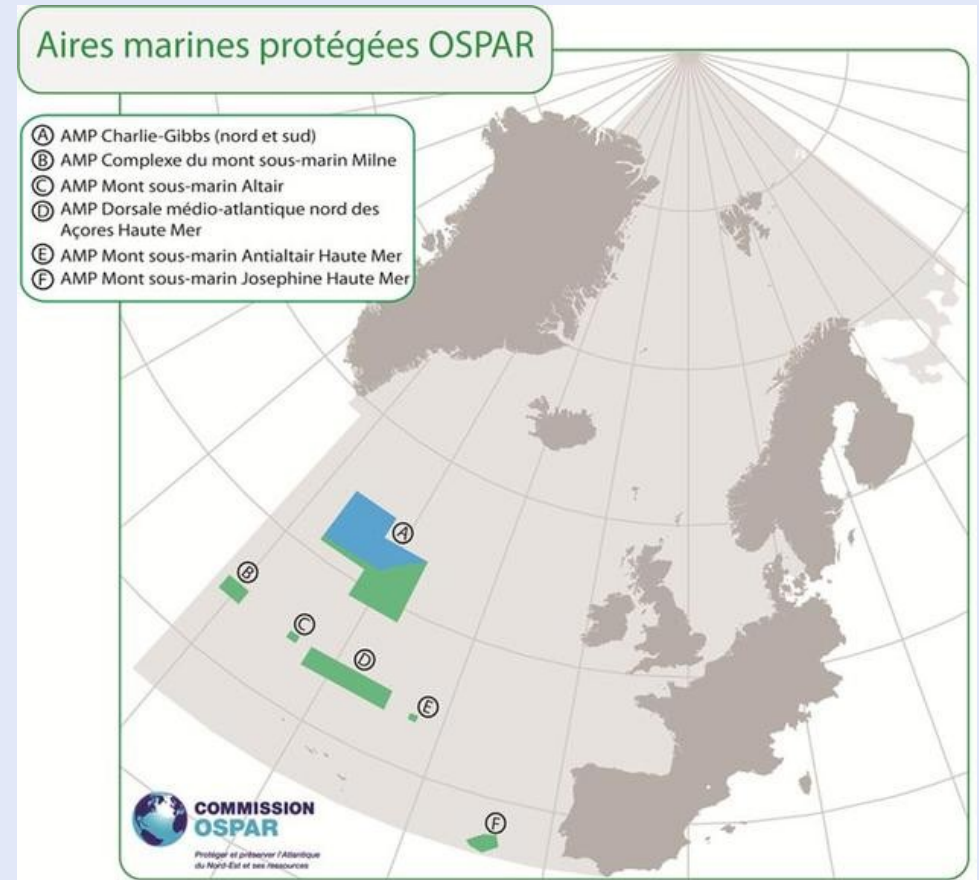 Aires marines protégées OSPAR
Ⓐ AMP Charlie-Gibbs (nord et sud)
Ⓑ AMP Complexe du mont sous-marin Milne
Ⓒ AMP Mont sous-marin Altair
Ⓓ AMP Dorsale médio-atlantique nord des
Açores Haute Mer
Ⓔ AMP Mont sous-marin Antialtair Haute Mer
Ⓕ AMP Mont sous-marin Josephine Haute Mer
Ⓐ
Ⓑ
Ⓒ
Ⓓ
Ⓔ
Ⓕ
COMMISSION
OSPAR
Protéger et préserver l'Atlantique
du Nord-Est et ses ressources